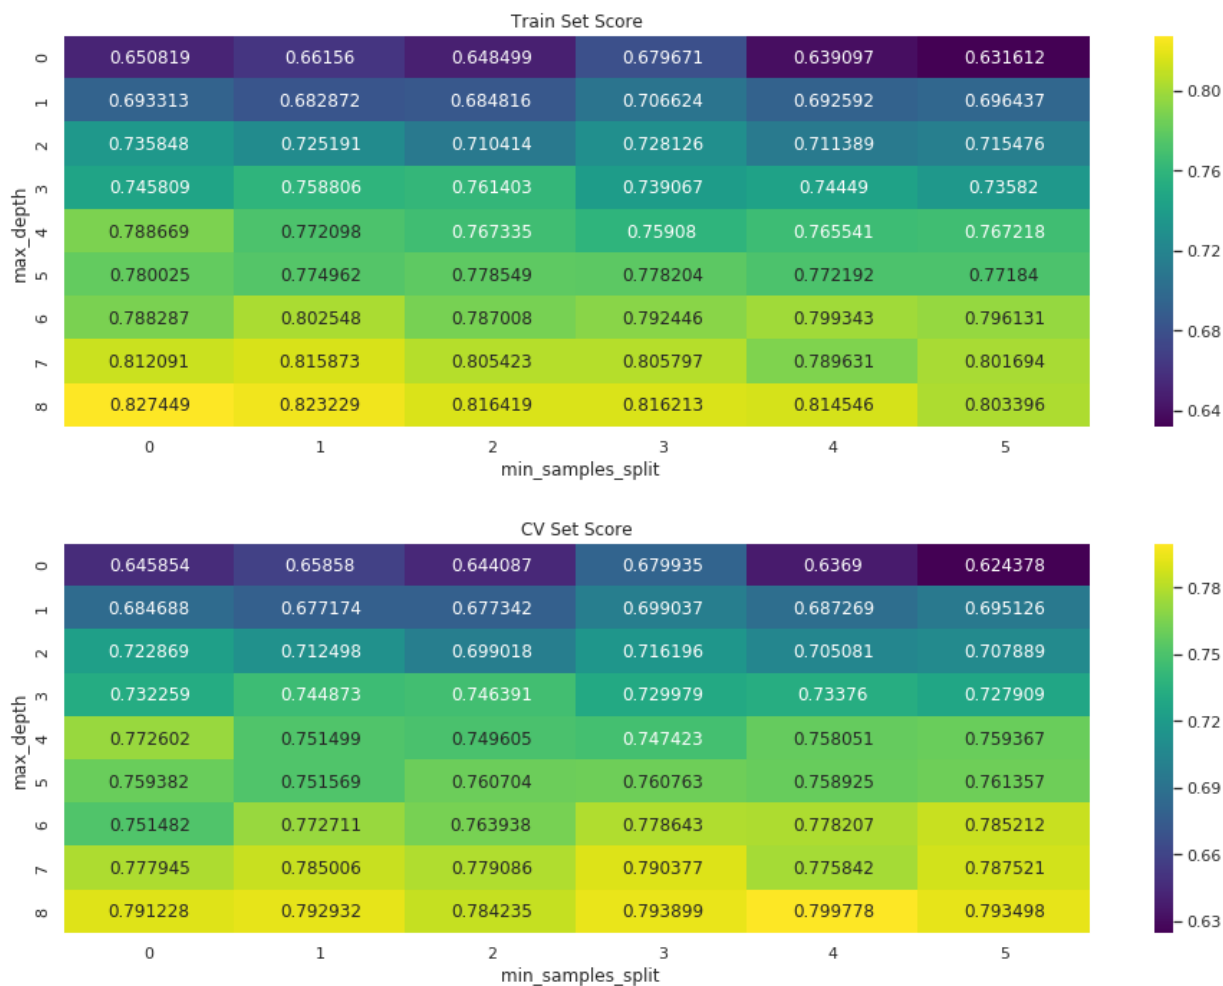 Train Set Score
0 0.650819 0.66156 0.648499 0.679671 0.639097 0.631612
1 0.693313 0.682872 0.684816 0.706624 0.692592 0.696437
2 0.735848 0.725191 0.710414 0.728126 0.711389 0.715476
3 0.745809 0.758806 0.761403 0.739067 0.74449 0.73582
4 0.788669 0.772098 0.767335 0.75908 0.765541 0.767218
5 0.780025 0.774962 0.778549 0.778204 0.772192 0.77184
6 0.788287 0.802548 0.787008 0.792446 0.799343 0.796131
7 0.812091 0.815873 0.805423 0.805797 0.789631 0.801694
8 0.827449 0.823229 0.816419 0.816213 0.814546 0.803396
max_depth
0 1 2 3 4 5
min_samples_split
0.80
0.76
0.72
0.68
0.64
CV Set Score
0 0.645854 0.65858 0.644087 0.679935 0.6369 0.624378
1 0.684688 0.677174 0.677342 0.699037 0.687269 0.695126
2 0.722869 0.712498 0.699018 0.716196 0.705081 0.707889
3 0.732259 0.744873 0.746391 0.729979 0.73376 0.727909
4 0.772602 0.751499 0.749605 0.747423 0.758051 0.759367
5 0.759382 0.751569 0.760704 0.760763 0.758925 0.761357
6 0.751482 0.772711 0.763938 0.778643 0.778207 0.785212
7 0.777945 0.785006 0.779086 0.790377 0.775842 0.787521
8 0.791228 0.792932 0.784235 0.793899 0.799778 0.793498
max_depth
0 1 2 3 4 5
min_samples_split
0.78
0.75
0.72
0.69
0.66
0.63